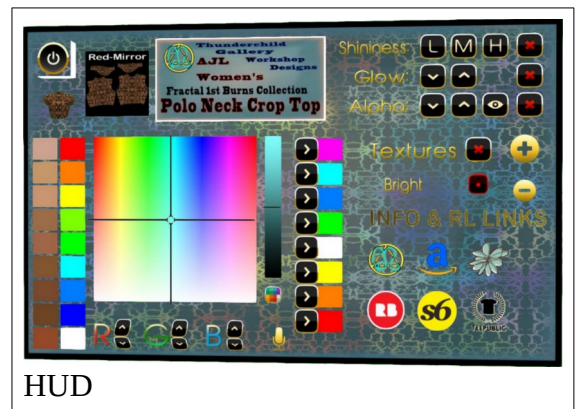 Red-Mirror
Thunderchild
Gallery
AJL Workshop
Designs
Women's
Fractal 1st Burns Collection
Polo Neck Crop Top
Shininess: L M H
Glow:
Alpha:
Textures
Bright
INFO & RL LINKS
a
RB
s6
TEEPUBLIC
R G B
HUD